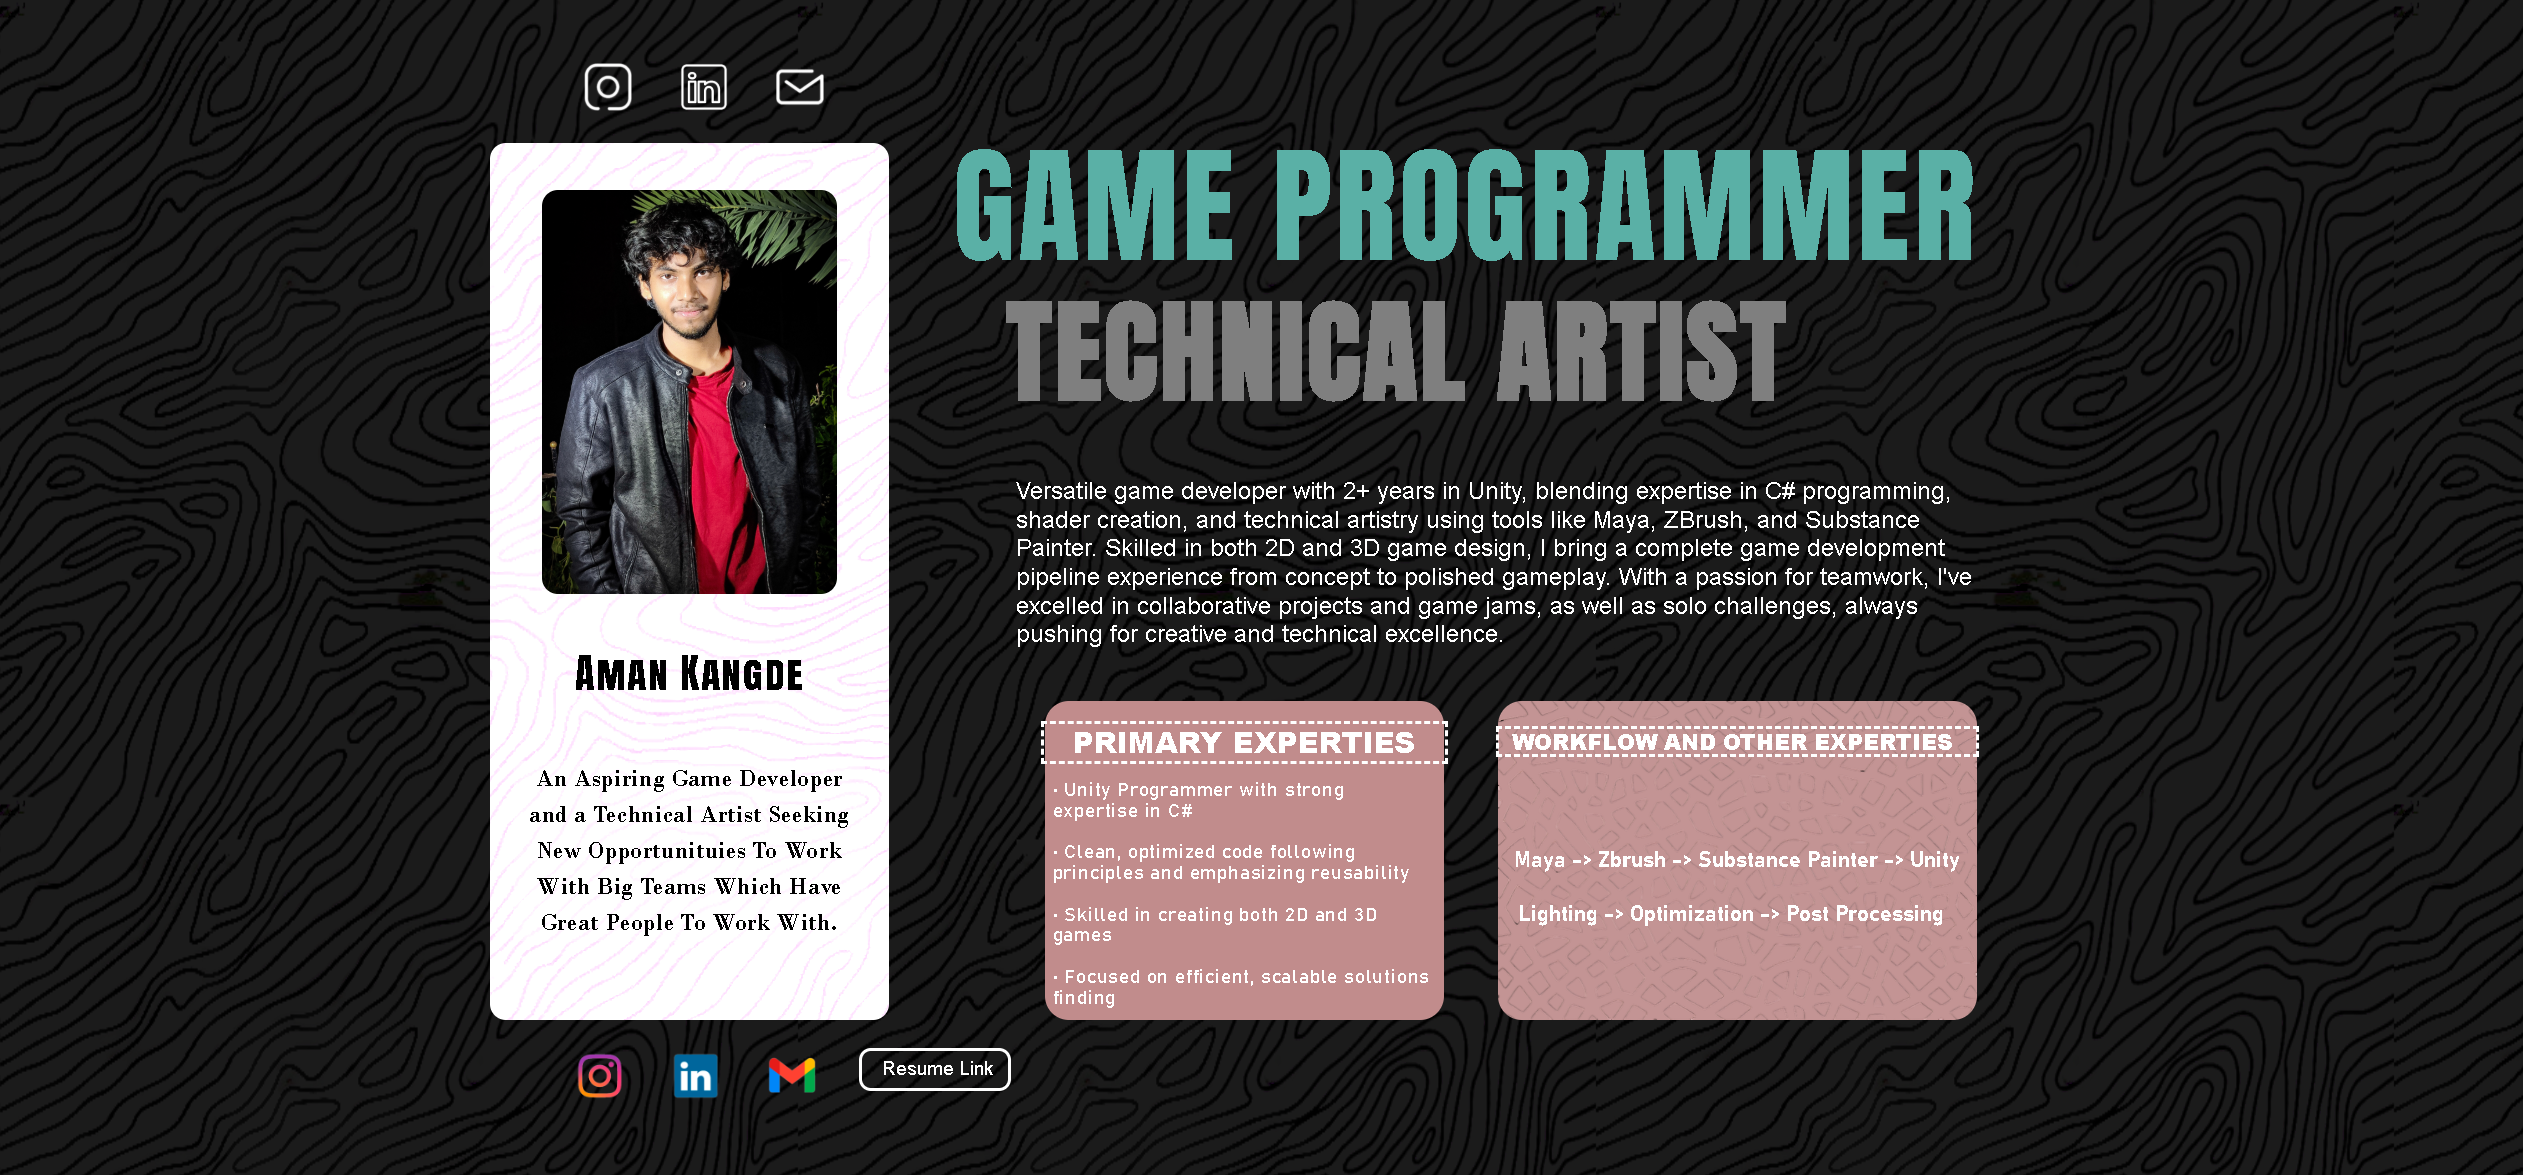 GAME PROGRAMMER
TECHNICAL ARTIST
Versatile game developer with 2+ years in Unity, blending expertise in C# programming,
shader creation, and technical artistry using tools like Maya, ZBrush, and Substance
Painter. Skilled in both 2D and 3D game design, I bring a complete game development
pipeline experience from concept to polished gameplay. With a passion for teamwork, I've
excelled in collaborative projects and game jams, as well as solo challenges, always
pushing for creative and technical excellence.
Aman Kangde
An Aspiring Game Developer
and a Technical Artist Seeking
New Opportunituies To Work
With Big Teams Which Have
Great People To Work With.
PRIMARY EXPERTIES
· Unity Programmer with strong
expertise in C#
· Clean, optimized code following
principles and emphasizing reusability
· Skilled in creating both 2D and 3D
games
· Focused on efficient, scalable solutions
finding
WORKFLOW AND OTHER EXPERTIES
Maya -> Zbrush -> Substance Painter -> Unity
Lighting -> Optimization -> Post Processing
Resume Link